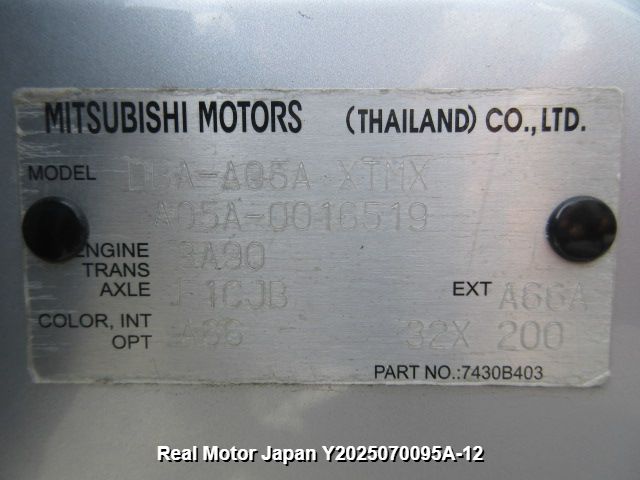 MITSUBISHI MOTORS (THAILAND) CO., LTD.
MODEL DBA-A05A XTMX
A05A-0016519
ENGINE 3A90
TRANS
AXLE F1CJB EXT A66A
COLOR, INT A66 32X 200
OPT
PART NO.:7430B403
Real Motor Japan Y2025070095A-12